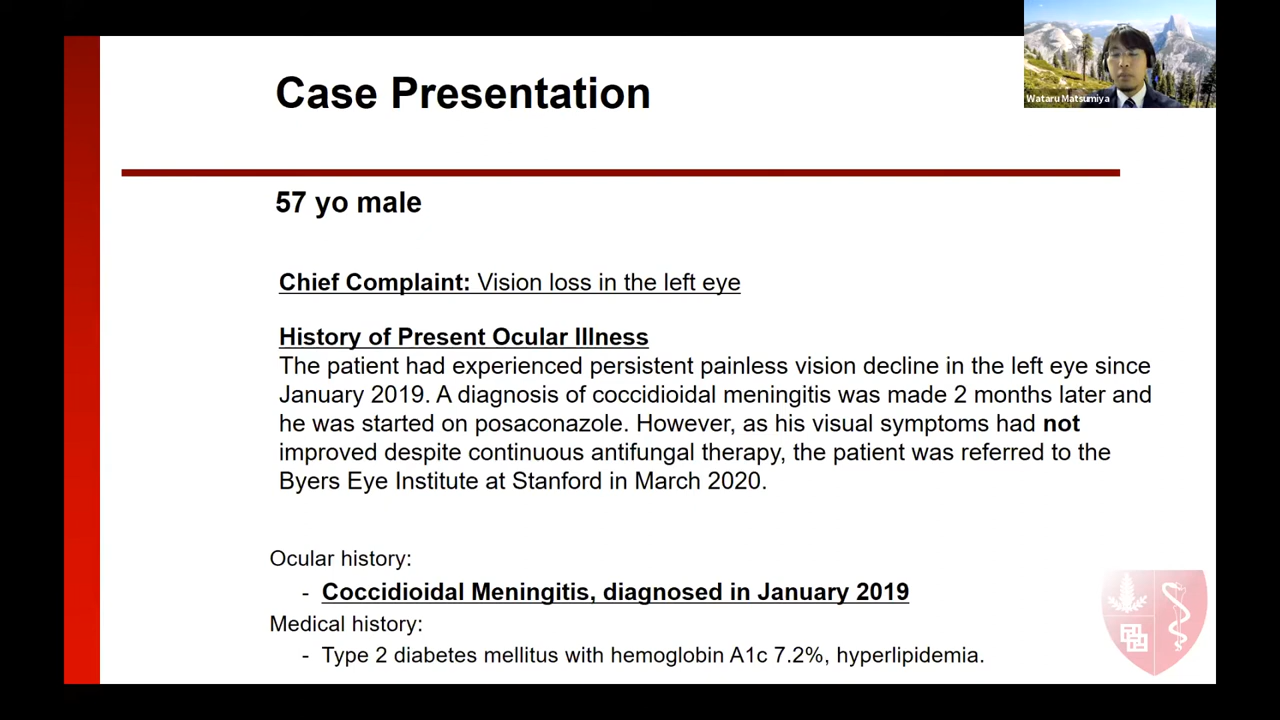 Case Presentation
Wataru Matsumiya
57 yo male
Chief Complaint: Vision loss in the left eye
History of Present Ocular Illness
The patient had experienced persistent painless vision decline in the left eye since
January 2019. A diagnosis of coccidioidal meningitis was made 2 months later and
he was started on posaconazole. However, as his visual symptoms had not
improved despite continuous antifungal therapy, the patient was referred to the
Byers Eye Institute at Stanford in March 2020.
Ocular history:
- Coccidioidal Meningitis, diagnosed in January 2019
Medical history:
- Type 2 diabetes mellitus with hemoglobin A1c 7.2%, hyperlipidemia.